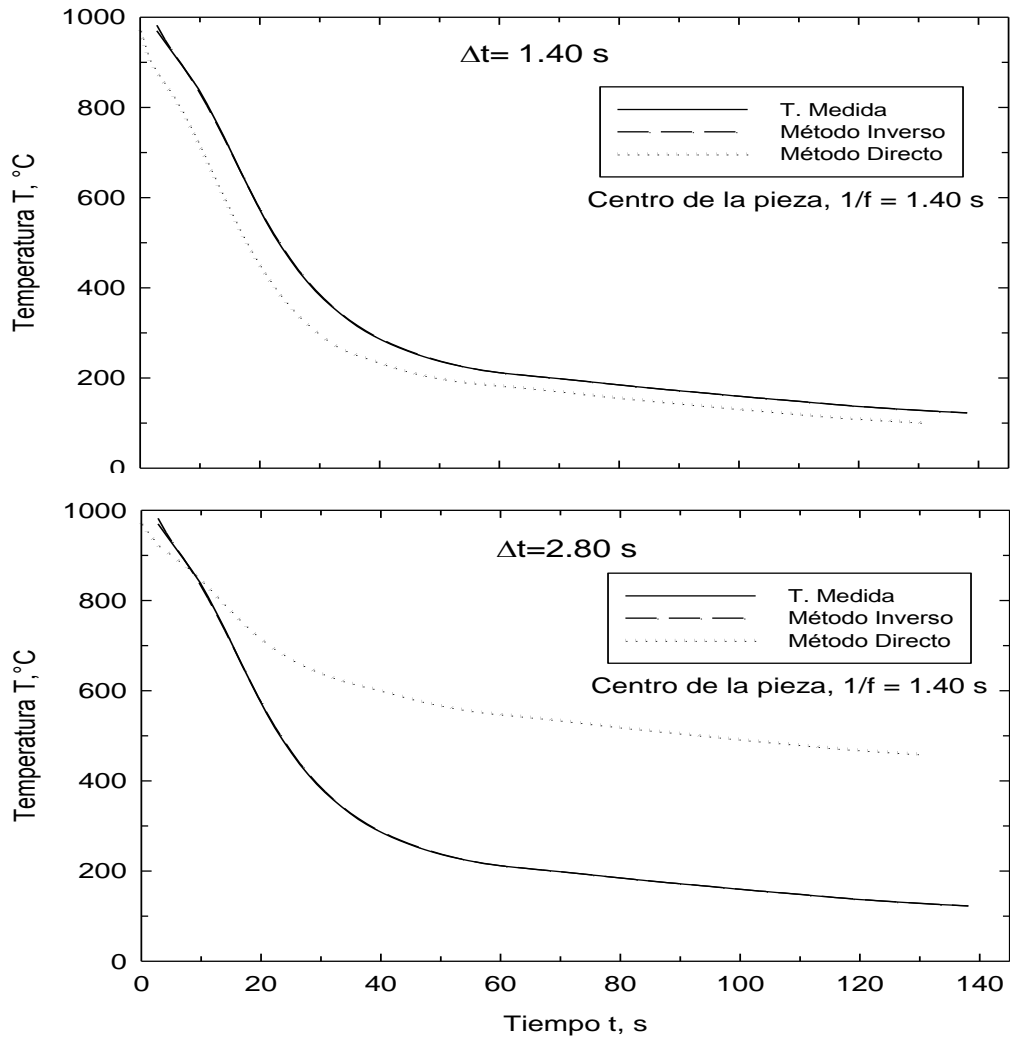 1000
800
600
400
200
0
Temperatura T, °C
Δt= 1.40 s
T. Medida
Método Inverso
Método Directo
Centro de la pieza, 1/f = 1.40 s
1000
800
600
400
200
0
Temperatura T,°C
Δt=2.80 s
T. Medida
Método Inverso
Método Directo
Centro de la pieza, 1/f = 1.40 s
0 20 40 60 80 100 120 140
Tiempo t, s